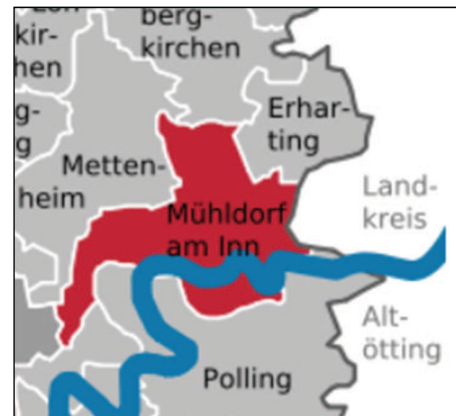 berg-
kirchen
kir-
hen
g-
g
Erhar-
ting
Metten-
heim
Mühldorf
am Inn
Land-
kreis
Alt-
ötting
Polling